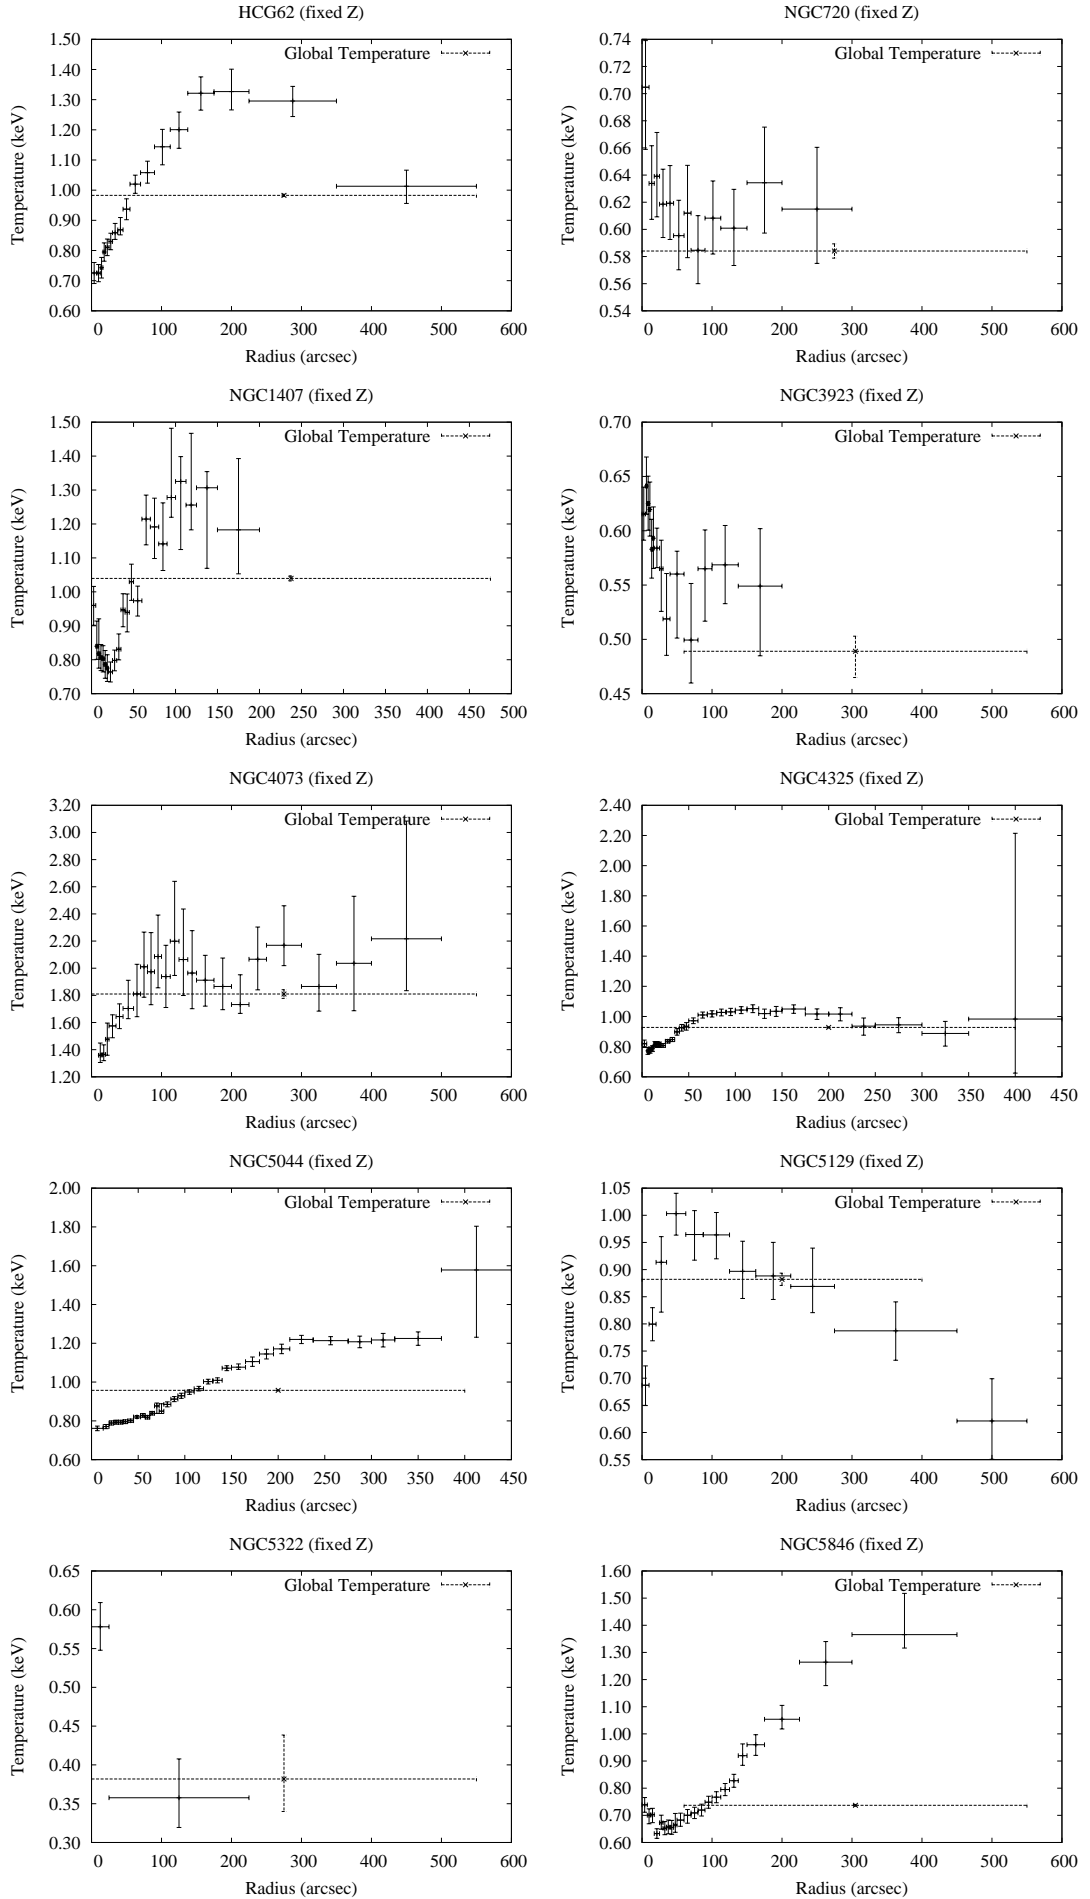 HCG62 (fixed Z)
Temperature (keV)
1.50
1.40
1.30
1.20
1.10
1.00
0.90
0.80
0.70
0.60
Global Temperature
0 100 200 300 400 500 600
Radius (arcsec)
NGC720 (fixed Z)
Temperature (keV)
0.74
0.72
0.70
0.68
0.66
0.64
0.62
0.60
0.58
0.56
0.54
Global Temperature
0 100 200 300 400 500 600
Radius (arcsec)
NGC1407 (fixed Z)
Temperature (keV)
1.50
1.40
1.30
1.20
1.10
1.00
0.90
0.80
0.70
Global Temperature
0 50 100 150 200 250 300 350 400 450 500
Radius (arcsec)
NGC3923 (fixed Z)
Temperature (keV)
0.70
0.65
0.60
0.55
0.50
0.45
Global Temperature
0 100 200 300 400 500 600
Radius (arcsec)
NGC4073 (fixed Z)
Temperature (keV)
3.20
3.00
2.80
2.60
2.40
2.20
2.00
1.80
1.60
1.40
1.20
Global Temperature
0 100 200 300 400 500 600
Radius (arcsec)
NGC4325 (fixed Z)
Temperature (keV)
2.40
2.20
2.00
1.80
1.60
1.40
1.20
1.00
0.80
0.60
Global Temperature
0 50 100 150 200 250 300 350 400 450
Radius (arcsec)
NGC5044 (fixed Z)
Temperature (keV)
2.00
1.80
1.60
1.40
1.20
1.00
0.80
0.60
Global Temperature
0 50 100 150 200 250 300 350 400 450
Radius (arcsec)
NGC5129 (fixed Z)
Temperature (keV)
1.05
1.00
0.95
0.90
0.85
0.80
0.75
0.70
0.65
0.60
0.55
Global Temperature
0 100 200 300 400 500 600
Radius (arcsec)
NGC5322 (fixed Z)
Temperature (keV)
0.65
0.60
0.55
0.50
0.45
0.40
0.35
0.30
Global Temperature
0 100 200 300 400 500 600
Radius (arcsec)
NGC5846 (fixed Z)
Temperature (keV)
1.60
1.50
1.40
1.30
1.20
1.10
1.00
0.90
0.80
0.70
0.60
Global Temperature
0 100 200 300 400 500 600
Radius (arcsec)